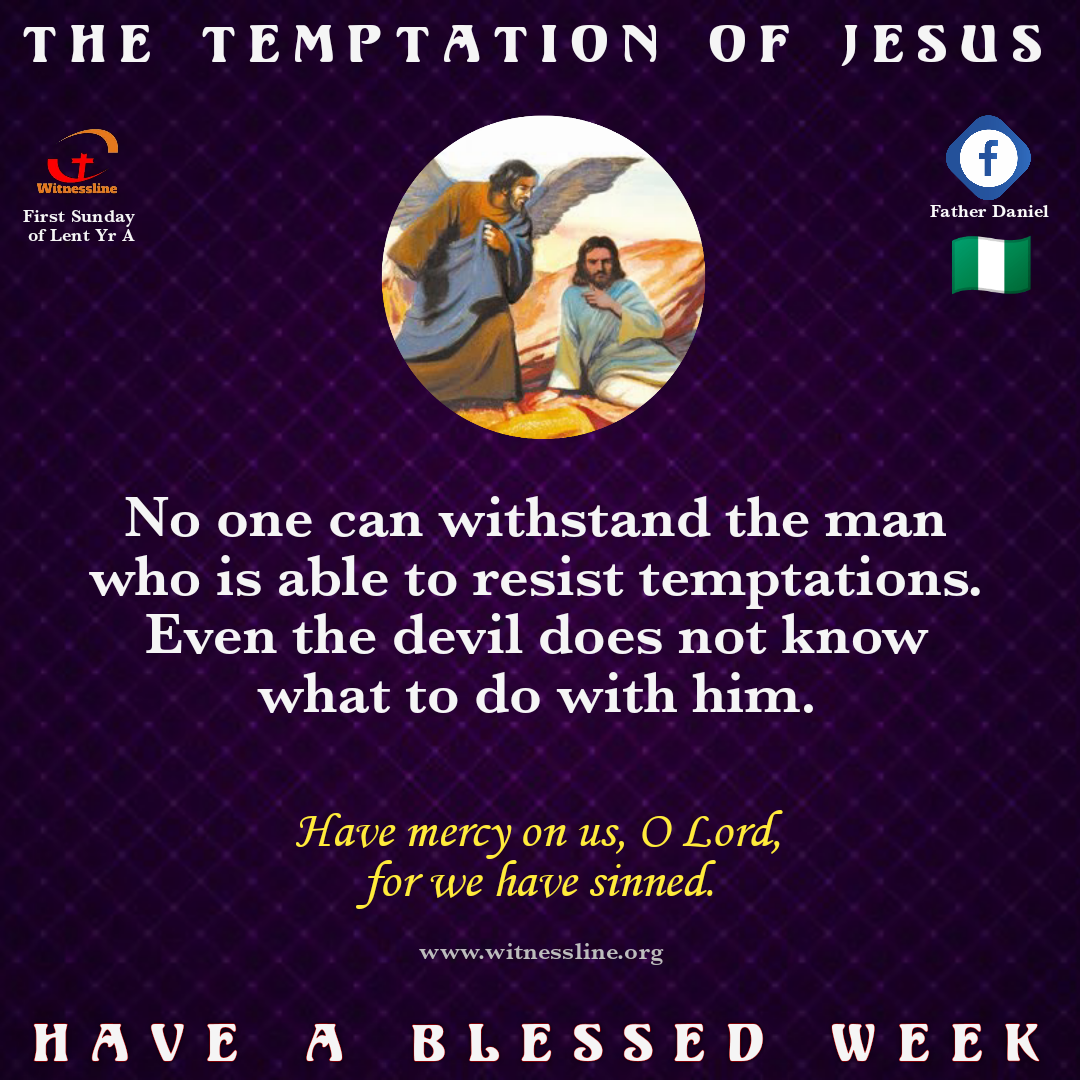 THE TEMPTATION OF JESUS
Witnessline
First Sunday
of Lent Yr A
f
Father Daniel
No one can withstand the man
who is able to resist temptations.
Even the devil does not know
what to do with him.
Have mercy on us, O Lord,
for we have sinned.
www.witnessline.org
HAVE A BLESSED WEEK